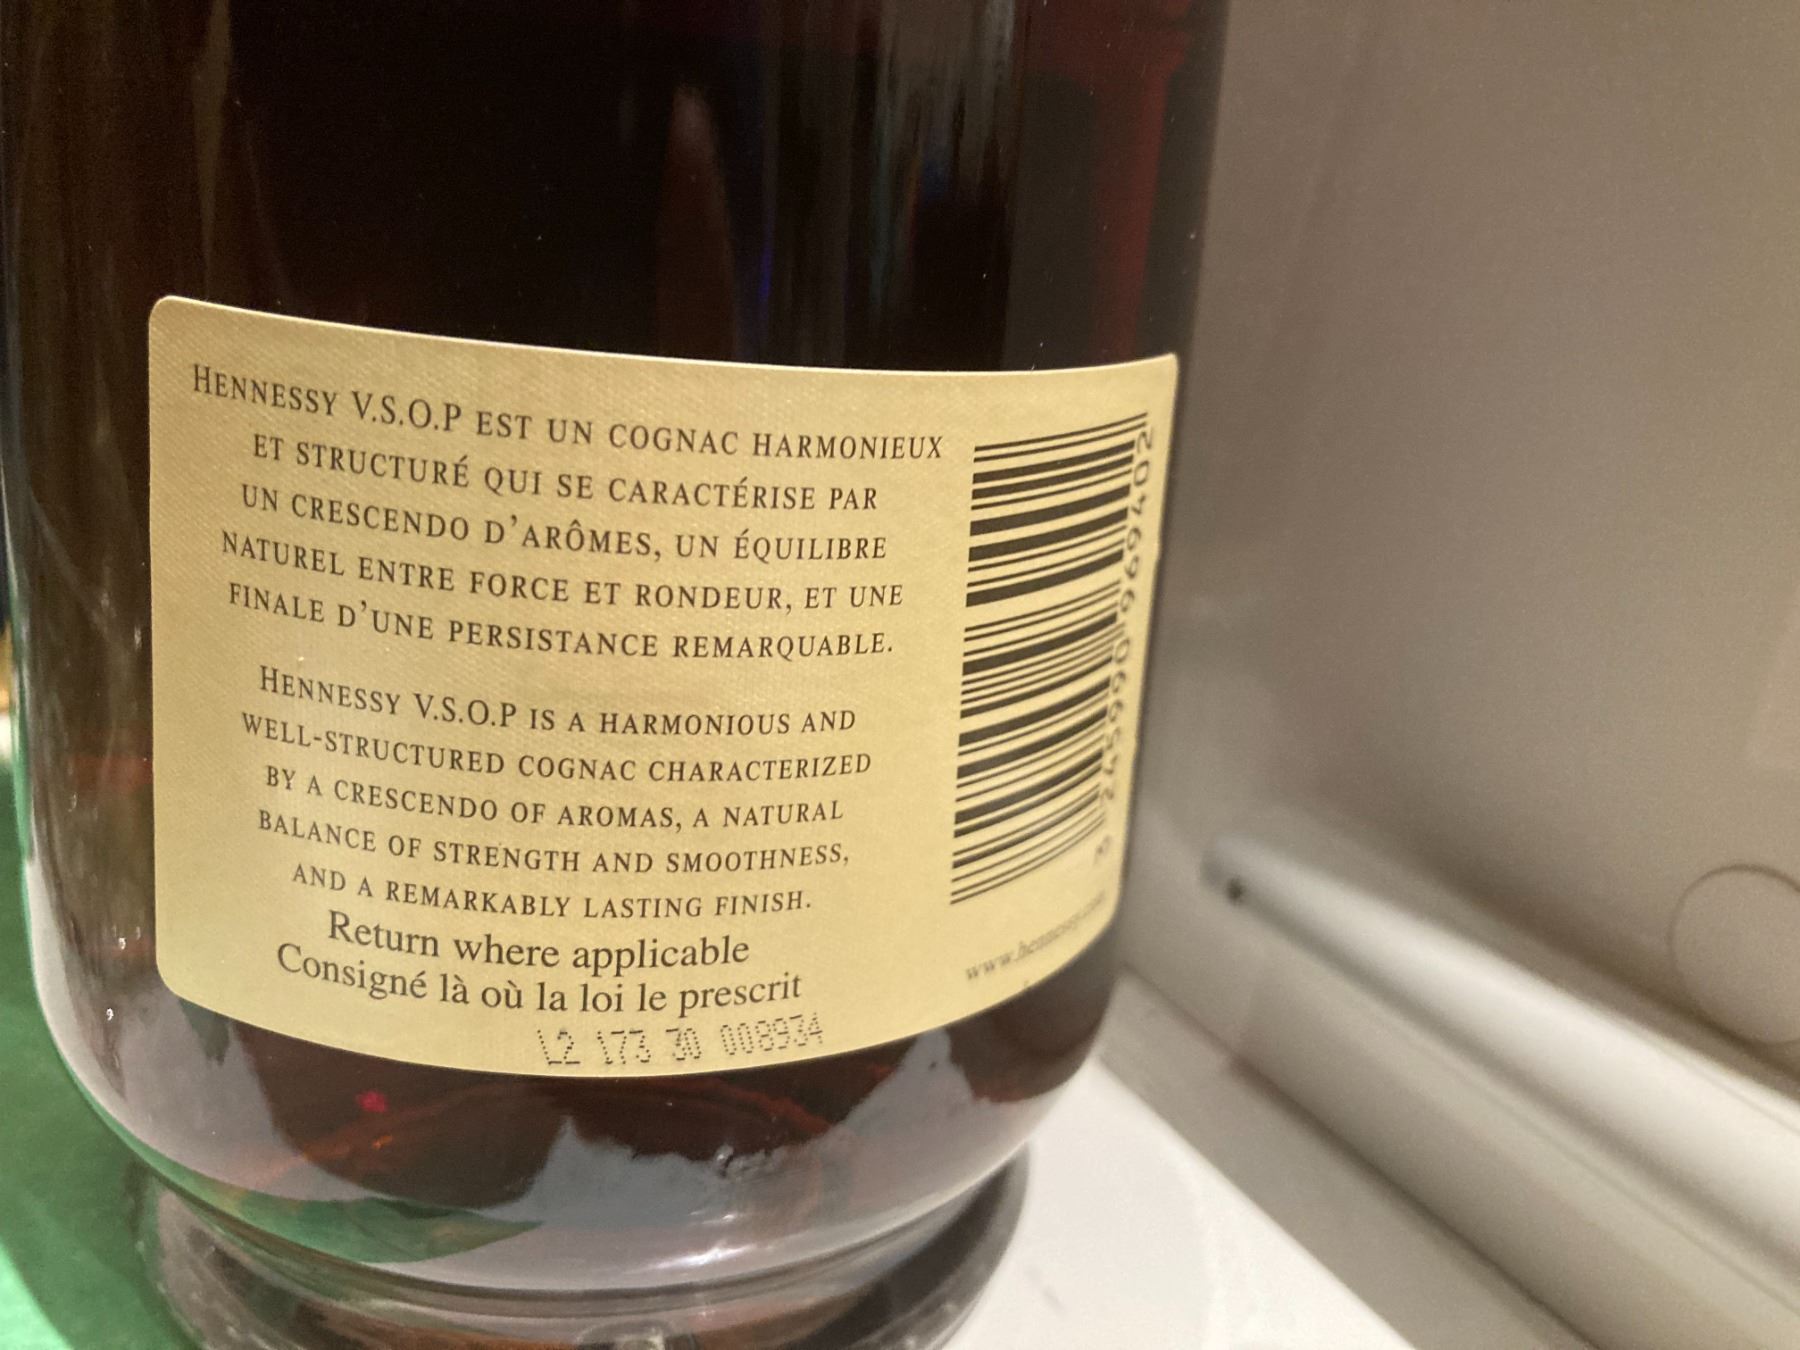 HENNESSY V.S.O.P EST UN COGNAC HARMONIEUX
ET STRUCTURÉ QUI SE CARACTÉRISE PAR
UN CRESCENDO D'ARÔMES, UN ÉQUILIBRE
NATUREL ENTRE FORCE ET RONDEUR, ET UNE
FINALE D'UNE PERSISTANCE REMARQUABLE.
HENNESSY V.S.O.P IS A HARMONIOUS AND
WELL-STRUCTURED COGNAC CHARACTERIZED
BY A CRESCENDO OF AROMAS, A NATURAL
BALANCE OF STRENGTH AND SMOOTHNESS,
AND A REMARKABLY LASTING FINISH.
Return where applicable
Consigné là où la loi le prescrit
L2 173 30 008934
www.hennessy.com